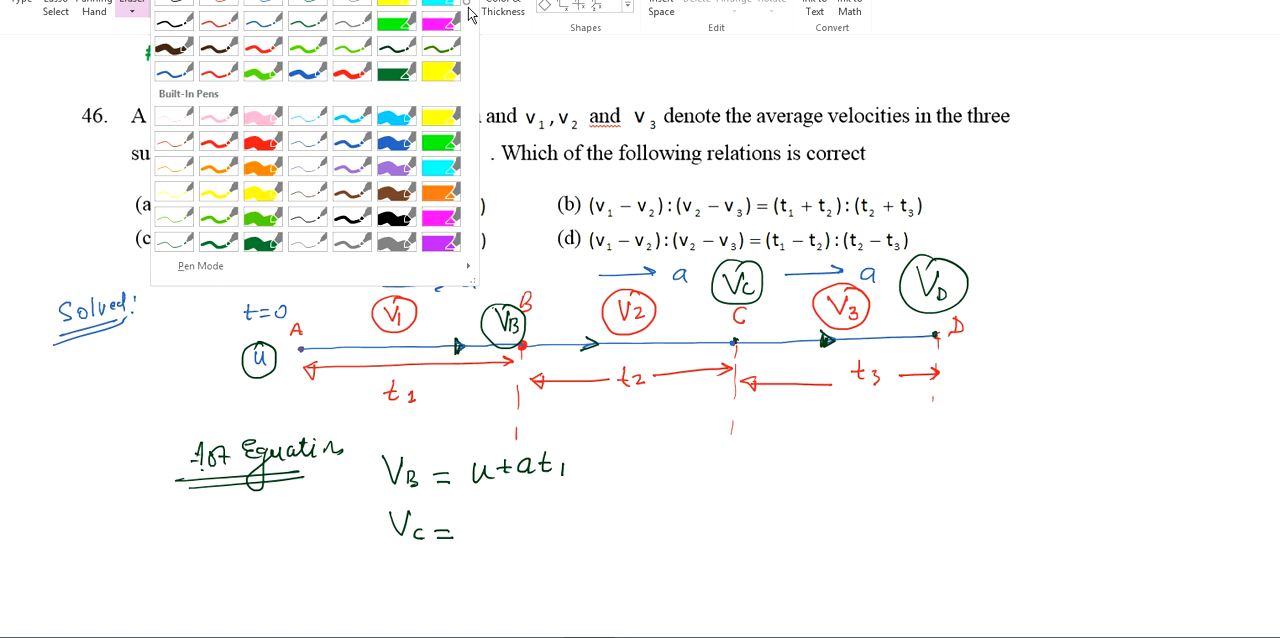 Type Lasso Select Panning Hand Eraser Color & Thickness Shapes Insert Space Delete Arrange Rotate Edit Ink to Text Ink to Math Convert
#
Built-In Pens
46. A and v₁, v₂ and v₃ denote the average velocities in the three
su . Which of the following relations is correct
(a ) (b) (v₁ − v₂) : (v₂ − v₃) = (t₁ + t₂) : (t₂ + t₃)
(c ) (d) (v₁ − v₂) : (v₂ − v₃) = (t₁ − t₂) : (t₂ − t₃)
Pen Mode
a VC a VD
Solved! t=0 V1 VB B V2 C V3 D
A
u
t1 t2 t3
1st Equation VB = u+at1
VC =